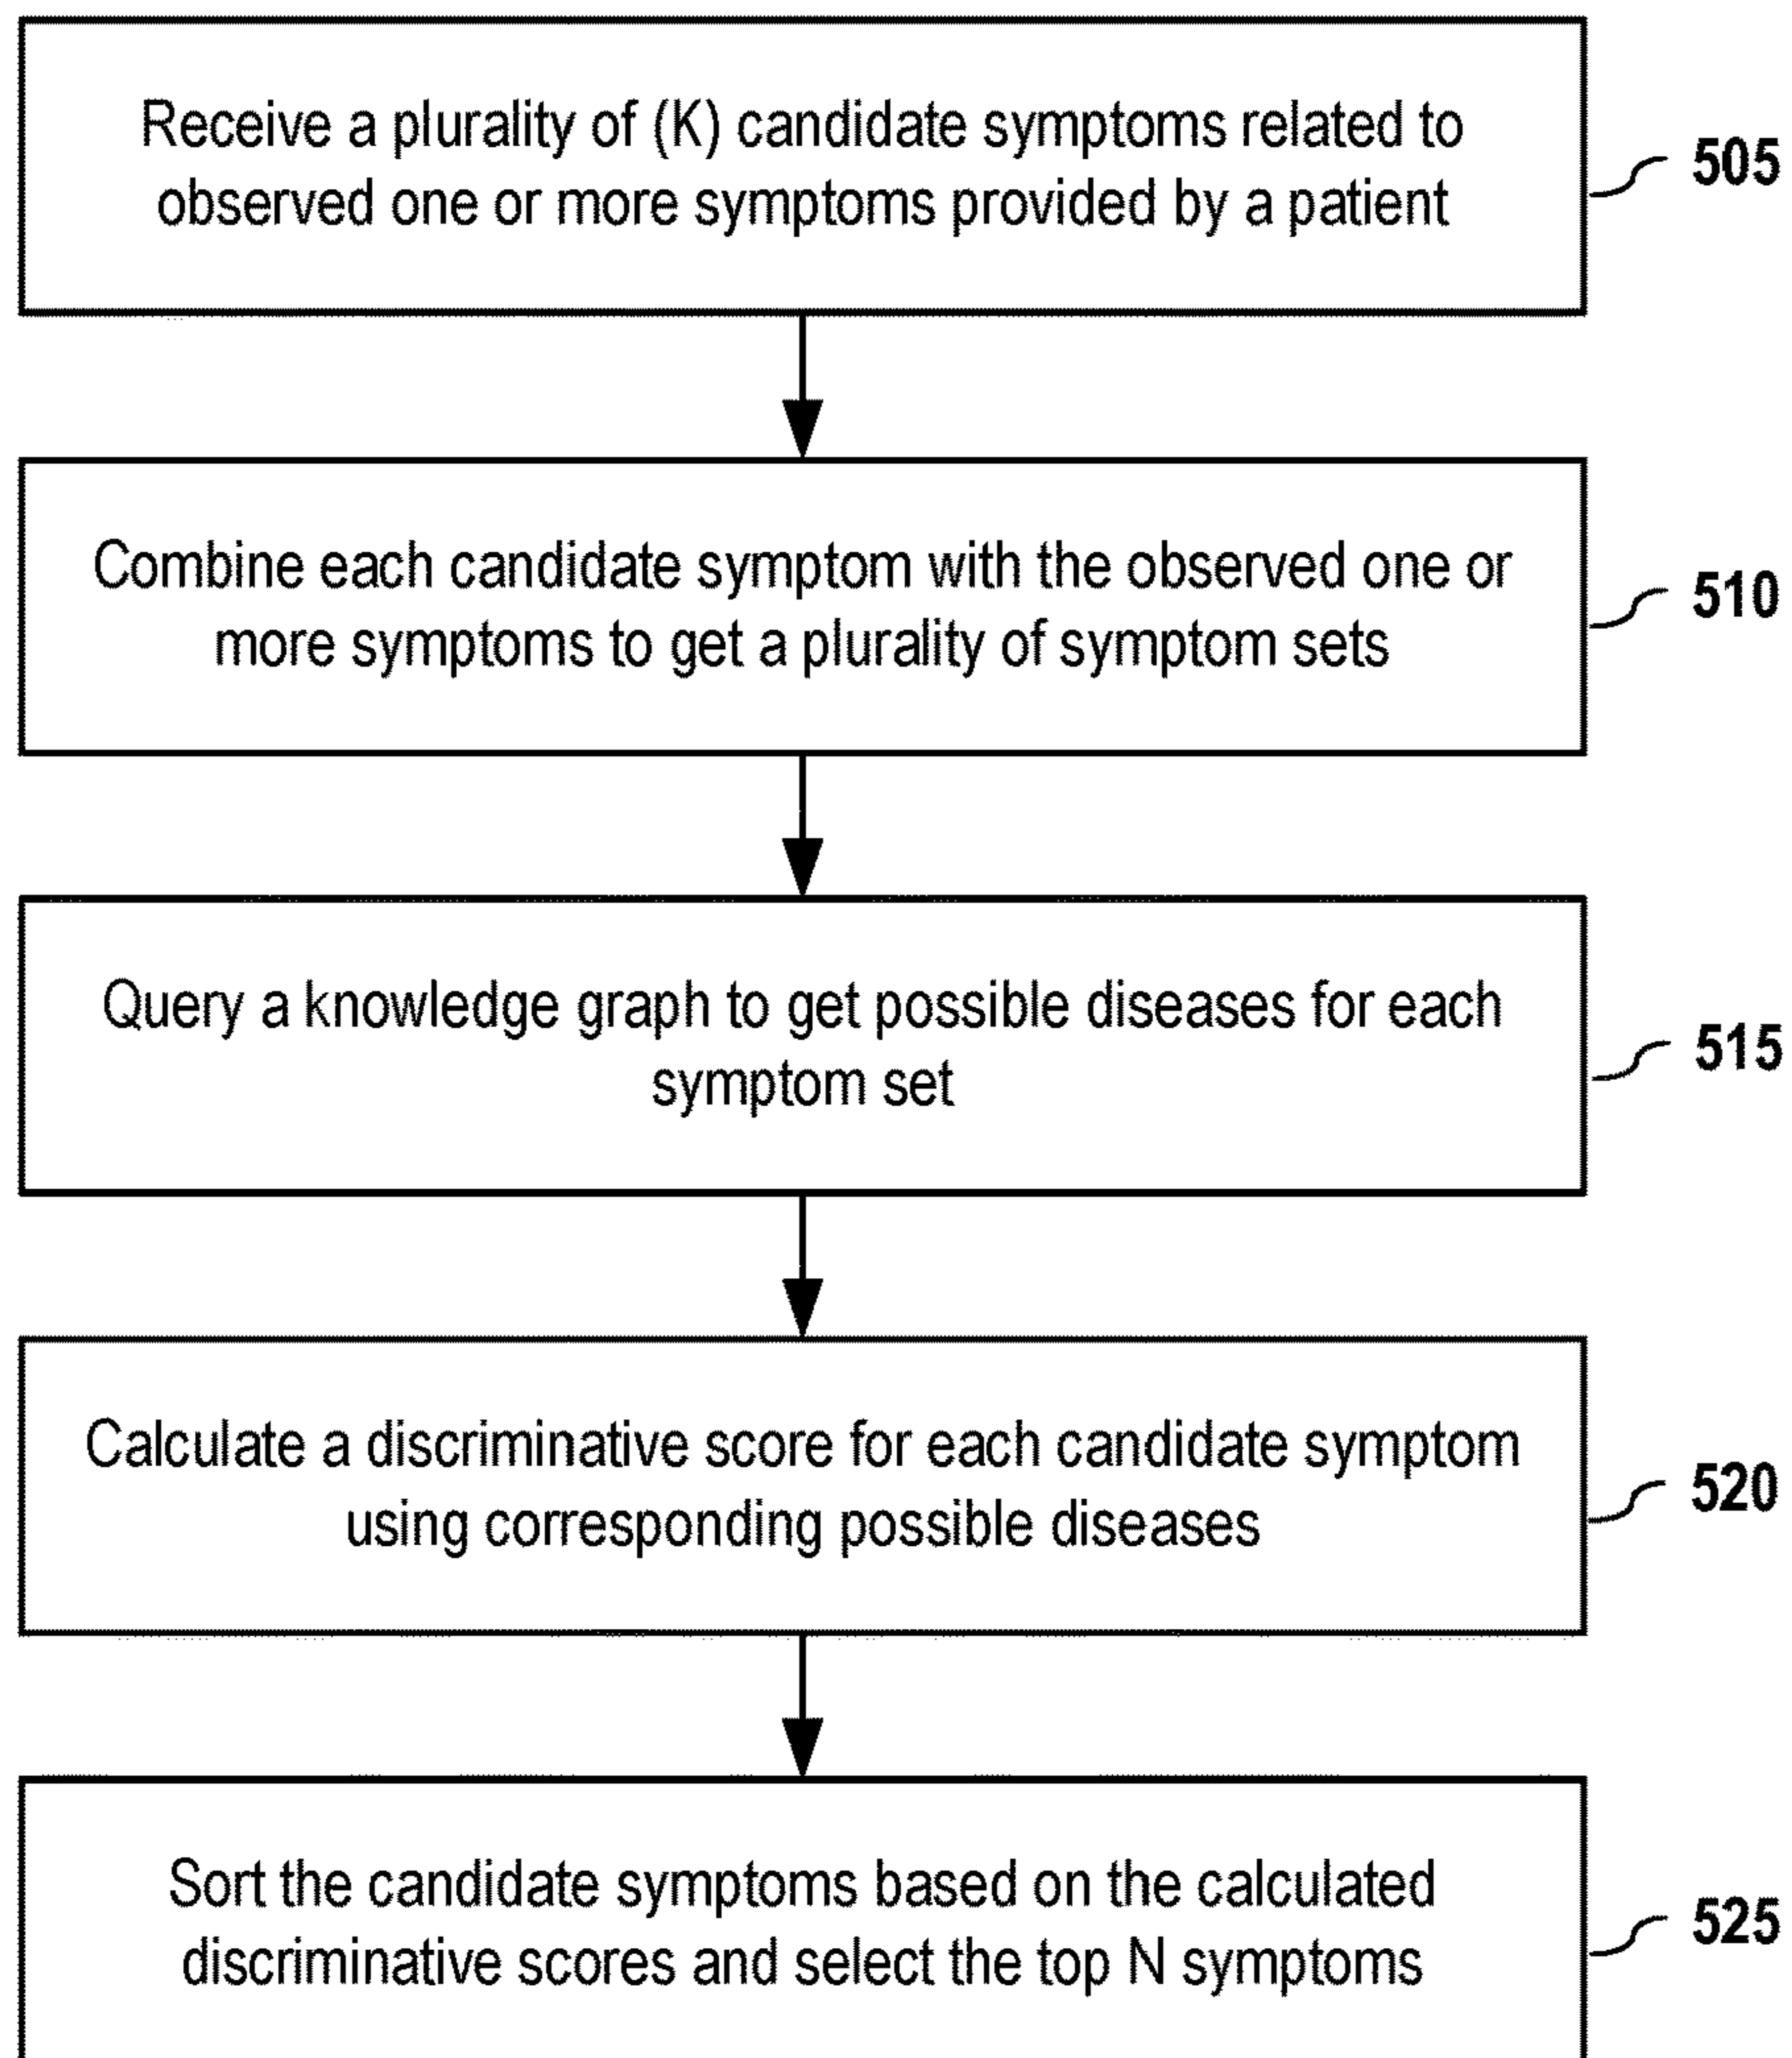 Receive a plurality of (K) candidate symptoms related to
observed one or more symptoms provided by a patient
505
Combine each candidate symptom with the observed one or
more symptoms to get a plurality of symptom sets
510
Query a knowledge graph to get possible diseases for each
symptom set
515
Calculate a discriminative score for each candidate symptom
using corresponding possible diseases
520
Sort the candidate symptoms based on the calculated
discriminative scores and select the top N symptoms
525